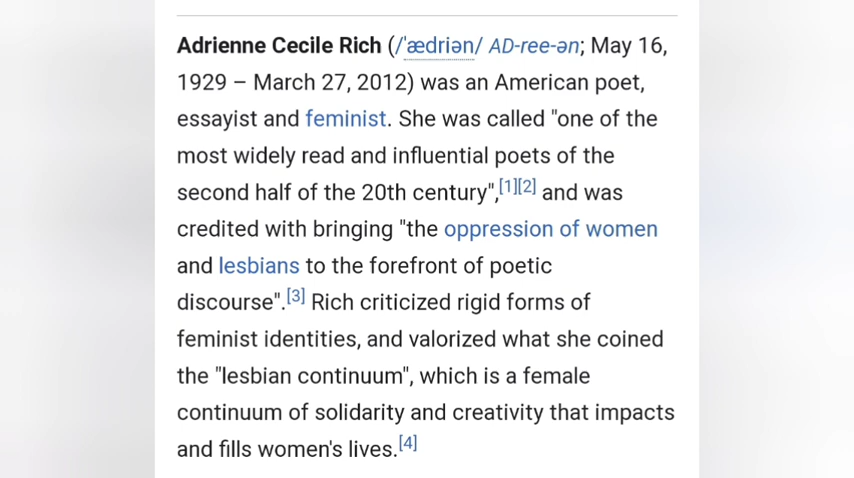 Adrienne Cecile Rich (/ˈædriən/ AD-ree-ən; May 16,
1929 – March 27, 2012) was an American poet,
essayist and feminist. She was called "one of the
most widely read and influential poets of the
second half of the 20th century",[1][2] and was
credited with bringing "the oppression of women
and lesbians to the forefront of poetic
discourse".[3] Rich criticized rigid forms of
feminist identities, and valorized what she coined
the "lesbian continuum", which is a female
continuum of solidarity and creativity that impacts
and fills women's lives.[4]